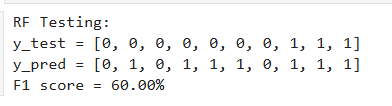 RF Testing:
y_test = [0, 0, 0, 0, 0, 0, 0, 1, 1, 1]
y_pred = [0, 1, 0, 1, 1, 1, 0, 1, 1, 1]
F1 score = 60.00%